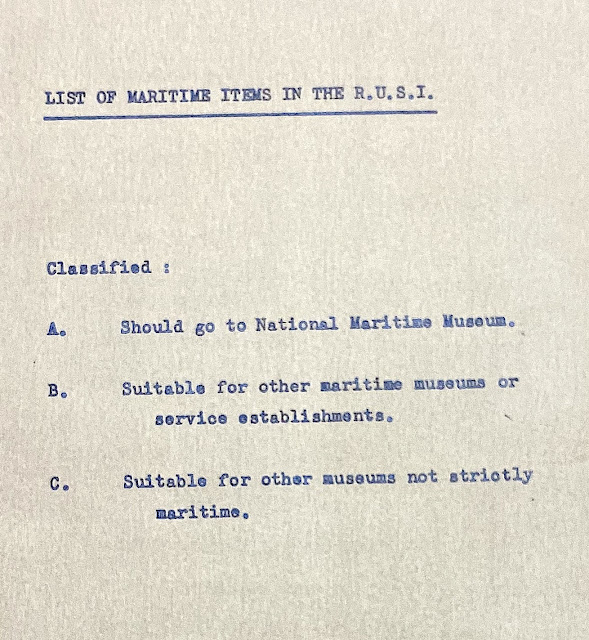 LIST OF MARITIME ITEMS IN THE R.U.S.I.
Classified :
A. Should go to National Maritime Museum.
B. Suitable for other maritime museums or
service establishments.
C. Suitable for other museums not strictly
maritime.